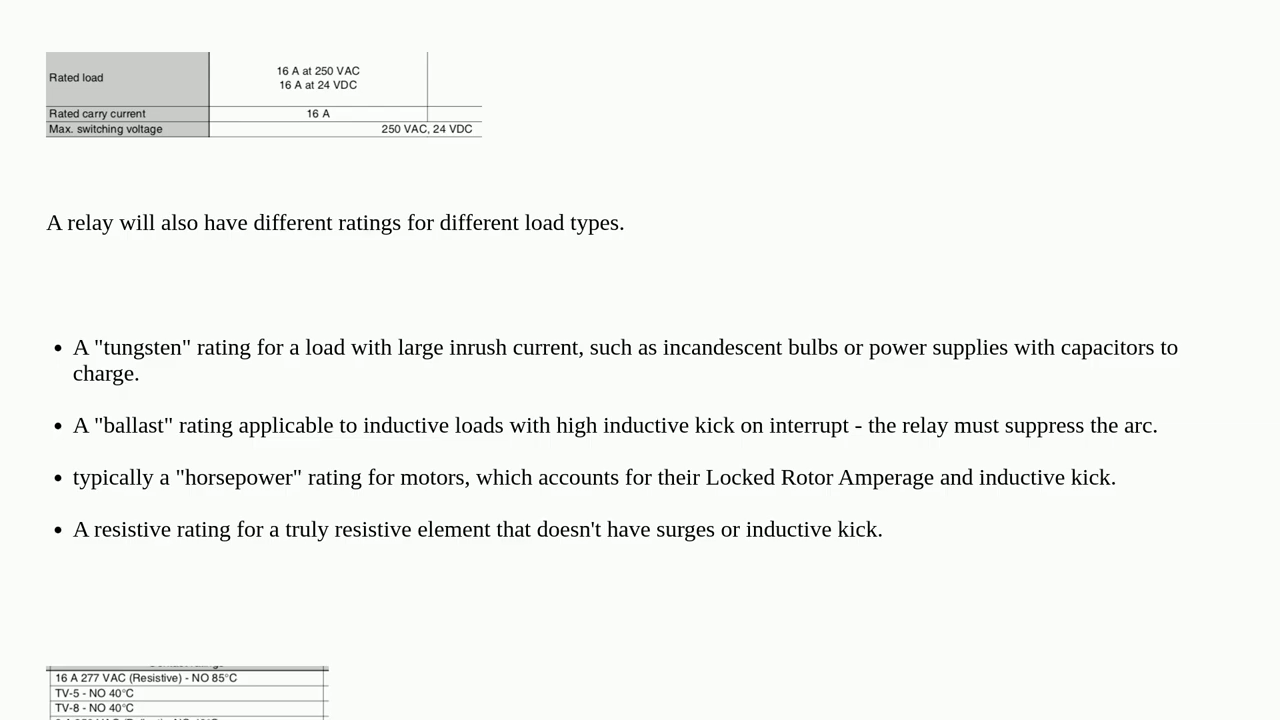 Rated load
16 A at 250 VAC
16 A at 24 VDC
Rated carry current 16 A
Max. switching voltage 250 VAC, 24 VDC
A relay will also have different ratings for different load types.
• A "tungsten" rating for a load with large inrush current, such as incandescent bulbs or power supplies with capacitors to
charge.
• A "ballast" rating applicable to inductive loads with high inductive kick on interrupt - the relay must suppress the arc.
• typically a "horsepower" rating for motors, which accounts for their Locked Rotor Amperage and inductive kick.
• A resistive rating for a truly resistive element that doesn't have surges or inductive kick.
16 A 277 VAC (Resistive) - NO 85°C
TV-5 - NO 40°C
TV-8 - NO 40°C